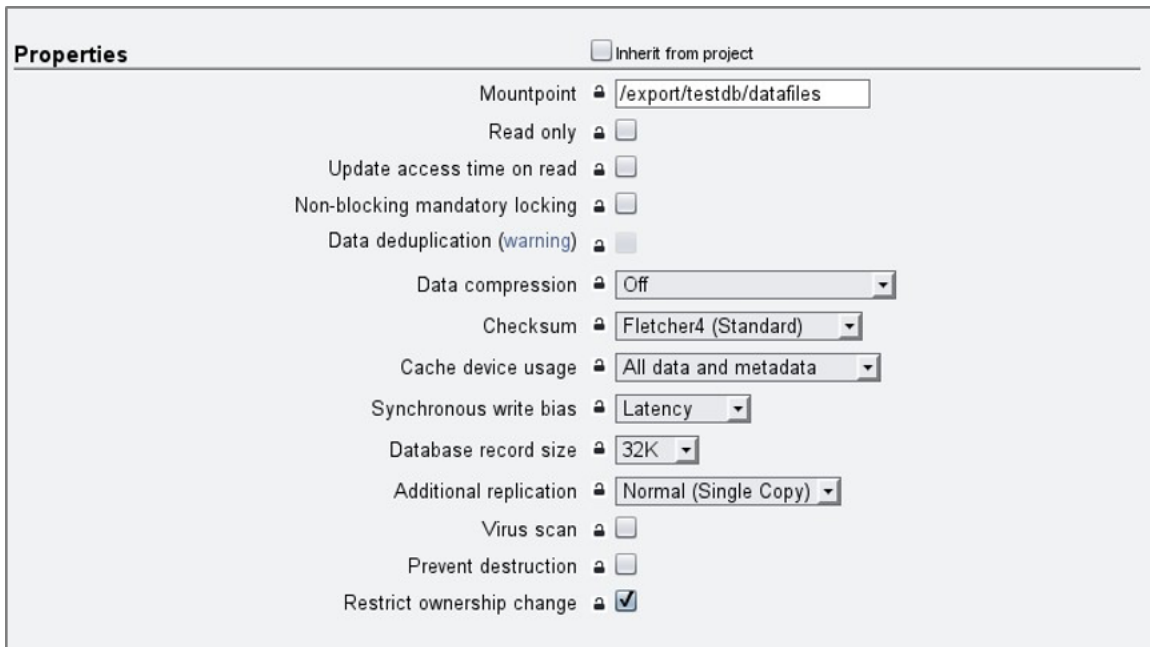 Properties Inherit from project
Mountpoint /export/testdb/datafiles
Read only
Update access time on read
Non-blocking mandatory locking
Data deduplication (warning)
Data compression Off
Checksum Fletcher4 (Standard)
Cache device usage All data and metadata
Synchronous write bias Latency
Database record size 32K
Additional replication Normal (Single Copy)
Virus scan
Prevent destruction
Restrict ownership change